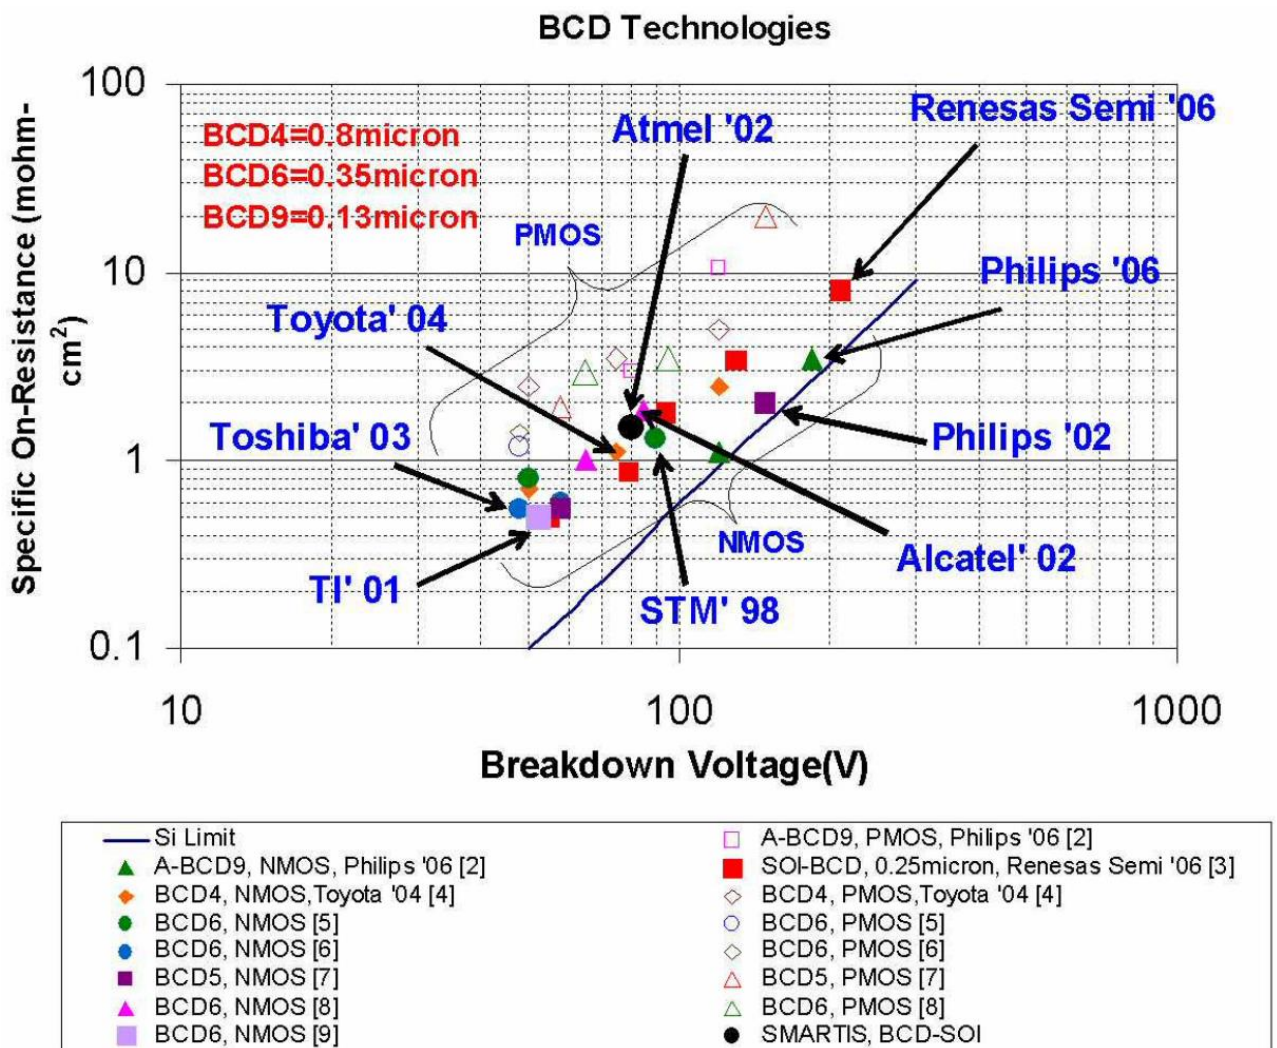 BCD Technologies
100
Renesas Semi '06
BCD4=0.8micron
Atmel '02
BCD6=0.35micron
BCD9=0.13micron
PMOS
10
Philips '06
Toyota' 04
Specific On-Resistance (mohm-
cm²)
Toshiba' 03
Philips '02
1
NMOS
Alcatel' 02
TI' 01
STM' 98
0.1
10
100
1000
Breakdown Voltage(V)
Si Limit
A-BCD9, NMOS, Philips '06 [2]
BCD4, NMOS,Toyota '04 [4]
BCD6, NMOS [5]
BCD6, NMOS [6]
BCD5, NMOS [7]
BCD6, NMOS [8]
BCD6, NMOS [9]
A-BCD9, PMOS, Philips '06 [2]
SOI-BCD, 0.25micron, Renesas Semi '06 [3]
BCD4, PMOS,Toyota '04 [4]
BCD6, PMOS [5]
BCD6, PMOS [6]
BCD5, PMOS [7]
BCD6, PMOS [8]
SMARTIS, BCD-SOI